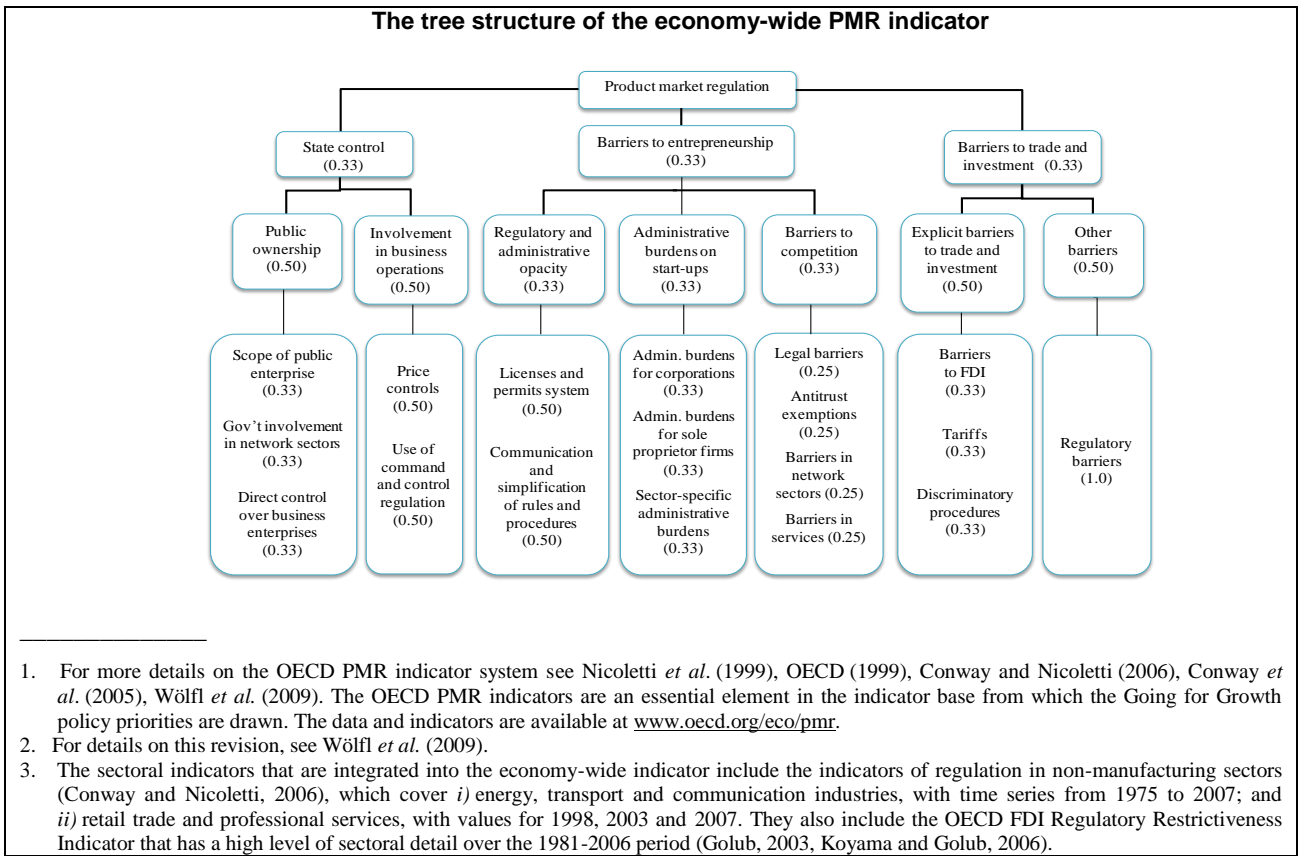 The tree structure of the economy-wide PMR indicator
Product market regulation
State control
(0.33)
Barriers to entrepreneurship
(0.33)
Barriers to trade and
investment (0.33)
Public
ownership
(0.50)
Involvement
in business
operations
(0.50)
Regulatory and
administrative
opacity
(0.33)
Administrative
burdens on
start-ups
(0.33)
Barriers to
competition
(0.33)
Explicit barriers
to trade and
investment
(0.50)
Other
barriers
(0.50)
Scope of public
enterprise
(0.33)
Gov't involvement
in network sectors
(0.33)
Direct control
over business
enterprises
(0.33)
Price
controls
(0.50)
Use of
command
and control
regulation
(0.50)
Licenses and
permits system
(0.50)
Communication
and
simplification
of rules and
procedures
(0.50)
Admin. burdens
for corporations
(0.33)
Admin. burdens
for sole
proprietor firms
(0.33)
Sector-specific
administrative
burdens
(0.33)
Legal barriers
(0.25)
Antitrust
exemptions
(0.25)
Barriers in
network
sectors (0.25)
Barriers in
services (0.25)
Barriers
to FDI
(0.33)
Tariffs
(0.33)
Discriminatory
procedures
(0.33)
Regulatory
barriers
(1.0)
1. For more details on the OECD PMR indicator system see Nicoletti et al. (1999), OECD (1999), Conway and Nicoletti (2006), Conway et
al. (2005), Wölfl et al. (2009). The OECD PMR indicators are an essential element in the indicator base from which the Going for Growth
policy priorities are drawn. The data and indicators are available at www.oecd.org/eco/pmr.
2. For details on this revision, see Wölfl et al. (2009).
3. The sectoral indicators that are integrated into the economy-wide indicator include the indicators of regulation in non-manufacturing sectors
(Conway and Nicoletti, 2006), which cover i) energy, transport and communication industries, with time series from 1975 to 2007; and
ii) retail trade and professional services, with values for 1998, 2003 and 2007. They also include the OECD FDI Regulatory Restrictiveness
Indicator that has a high level of sectoral detail over the 1981-2006 period (Golub, 2003, Koyama and Golub, 2006).